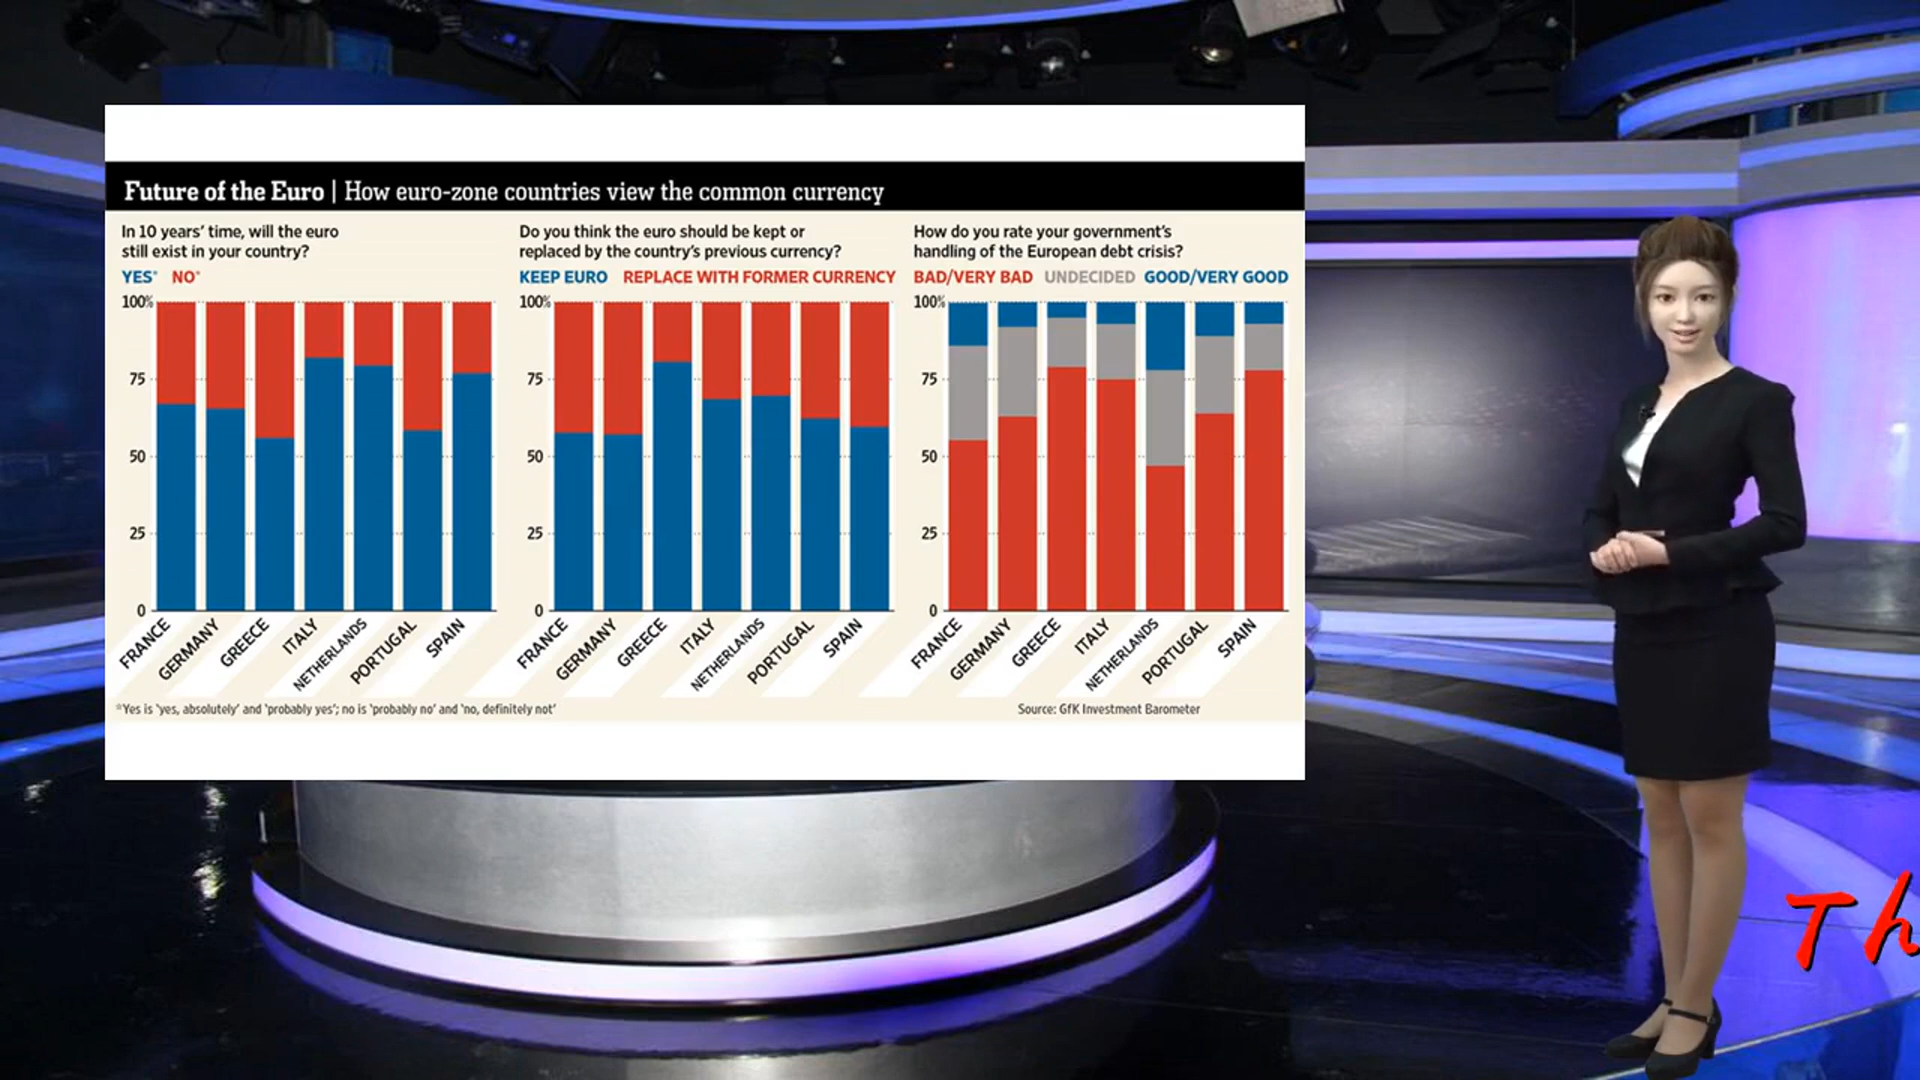 Future of the Euro | How euro-zone countries view the common currency
In 10 years' time, will the euro
still exist in your country?
YES* NO*
100%
75
50
25
0
FRANCE
GERMANY
GREECE
ITALY
NETHERLANDS
PORTUGAL
SPAIN
Do you think the euro should be kept or
replaced by the country's previous currency?
KEEP EURO REPLACE WITH FORMER CURRENCY
100%
75
50
25
0
FRANCE
GERMANY
GREECE
ITALY
NETHERLANDS
PORTUGAL
SPAIN
How do you rate your government's
handling of the European debt crisis?
BAD/VERY BAD UNDECIDED GOOD/VERY GOOD
100%
75
50
25
0
FRANCE
GERMANY
GREECE
ITALY
NETHERLANDS
PORTUGAL
SPAIN
*Yes is 'yes, absolutely' and 'probably yes'; no is 'probably no' and 'no, definitely not'
Source: GfK Investment Barometer
Th